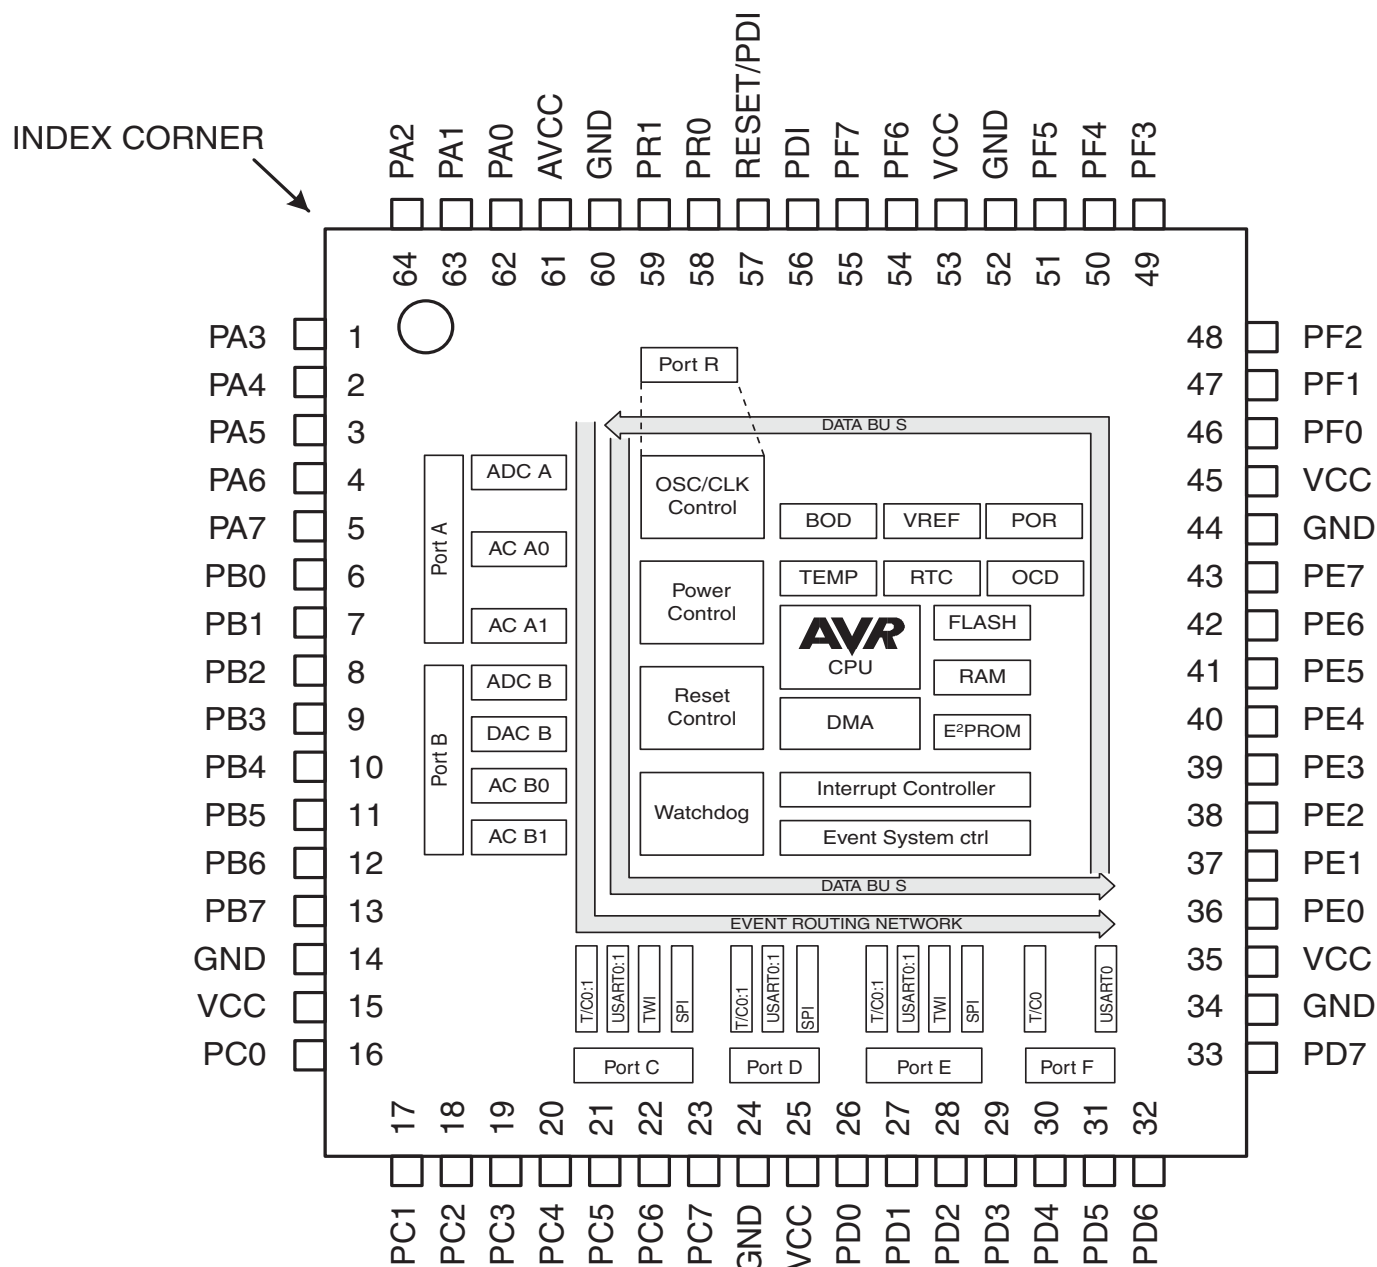 INDEX CORNER
PA2
PA1
PA0
AVCC
GND
PR1
PR0
RESET/PDI
PDI
PF7
PF6
VCC
GND
PF5
PF4
PF3
64
63
62
61
60
59
58
57
56
55
54
53
52
51
50
49
PA3 1
PA4 2
PA5 3
PA6 4
PA7 5
PB0 6
PB1 7
PB2 8
PB3 9
PB4 10
PB5 11
PB6 12
PB7 13
GND 14
VCC 15
PC0 16
Port R
DATA BU S
Port A
ADC A
AC A0
AC A1
Port B
ADC B
DAC B
AC B0
AC B1
OSC/CLK
Control
Power
Control
Reset
Control
Watchdog
BOD
VREF
POR
TEMP
RTC
OCD
AVR
CPU
FLASH
RAM
DMA
E²PROM
Interrupt Controller
Event System ctrl
DATA BU S
EVENT ROUTING NETWORK
T/C0:1
USART0:1
TWI
SPI
T/C0:1
USART0:1
SPI
T/C0:1
USART0:1
TWI
SPI
T/C0
USART0
Port C
Port D
Port E
Port F
48 PF2
47 PF1
46 PF0
45 VCC
44 GND
43 PE7
42 PE6
41 PE5
40 PE4
39 PE3
38 PE2
37 PE1
36 PE0
35 VCC
34 GND
33 PD7
17
18
19
20
21
22
23
24
25
26
27
28
29
30
31
32
PC1
PC2
PC3
PC4
PC5
PC6
PC7
GND
VCC
PD0
PD1
PD2
PD3
PD4
PD5
PD6